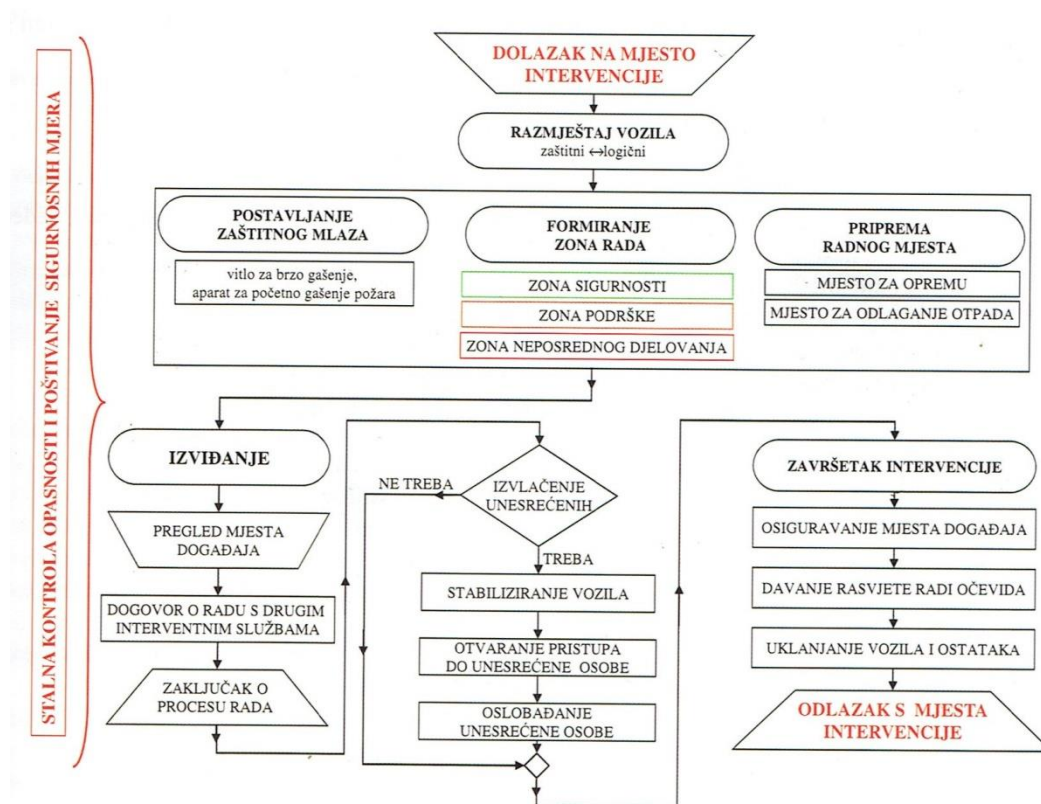 STALNA KONTROLA OPASNOSTI I POŠTIVANJE SIGURNOSNIH MJERA
DOLAZAK NA MJESTO
INTERVENCIJE
RAZMJEŠTAJ VOZILA
zaštitni ↔logični
POSTAVLJANJE
ZAŠTITNOG MLAZA
vitlo za brzo gašenje,
aparat za početno gašenje požara
FORMIRANJE
ZONA RADA
ZONA SIGURNOSTI
ZONA PODRŠKE
ZONA NEPOSREDNOG DJELOVANJA
PRIPREMA
RADNOG MJESTA
MJESTO ZA OPREMU
MJESTO ZA ODLAGANJE OTPADA
IZVIĐANJE
PREGLED MJESTA
DOGAĐAJA
DOGOVOR O RADU S DRUGIM
INTERVENTNIM SLUŽBAMA
ZAKLJUČAK O
PROCESU RADA
IZVLAČENJE
UNESREĆENIH
NE TREBA
TREBA
STABILIZIRANJE VOZILA
OTVARANJE PRISTUPA
DO UNESREĆENE OSOBE
OSLOBAĐANJE
UNESREĆENE OSOBE
ZAVRŠETAK INTERVENCIJE
OSIGURAVANJE MJESTA DOGAĐAJA
DAVANJE RASVJETE RADI OČEVIDA
UKLANJANJE VOZILA I OSTATAKA
ODLAZAK S MJESTA
INTERVENCIJE